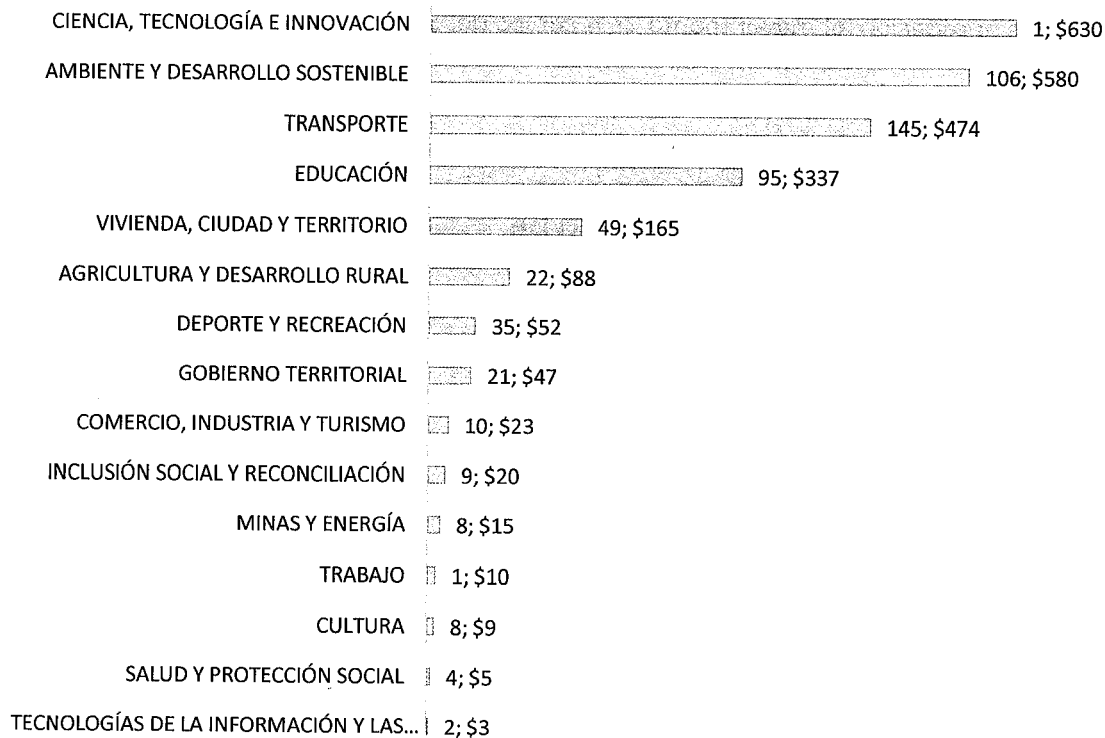 CIENCIA, TECNOLOGÍA E INNOVACIÓN 1; $630
AMBIENTE Y DESARROLLO SOSTENIBLE 106; $580
TRANSPORTE 145; $474
EDUCACIÓN 95; $337
VIVIENDA, CIUDAD Y TERRITORIO 49; $165
AGRICULTURA Y DESARROLLO RURAL 22; $88
DEPORTE Y RECREACIÓN 35; $52
GOBIERNO TERRITORIAL 21; $47
COMERCIO, INDUSTRIA Y TURISMO 10; $23
INCLUSIÓN SOCIAL Y RECONCILIACIÓN 9; $20
MINAS Y ENERGÍA 8; $15
TRABAJO 1; $10
CULTURA 8; $9
SALUD Y PROTECCIÓN SOCIAL 4; $5
TECNOLOGÍAS DE LA INFORMACIÓN Y LAS... 2; $3